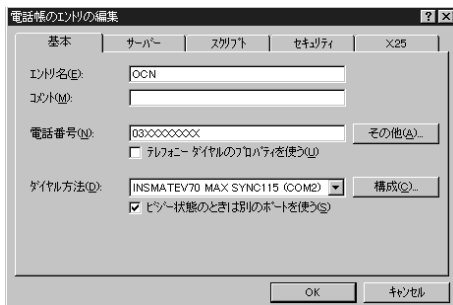 電話帳のエントリの編集
基本 サーバー スクリプト セキュリティ X25
エントリ名(E): OCN
コメント(M):
電話番号(N): 03XXXXXXXX その他(A)...
テレフォニー ダイヤルのプロパティを使う(U)
ダイヤル方法(D): INSMATEV70 MAX SYNC115 (COM2) 構成(C)...
ビジー状態のときは別のポートを使う(S)
OK キャンセル